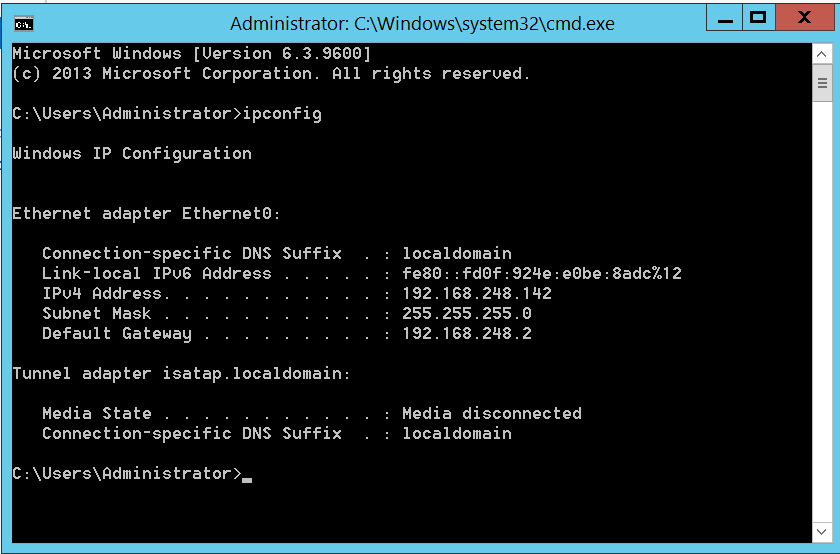 Administrator: C:\Windows\system32\cmd.exe
Microsoft Windows [Version 6.3.9600]
(c) 2013 Microsoft Corporation. All rights reserved.
C:\Users\Administrator>ipconfig
Windows IP Configuration
Ethernet adapter Ethernet0:
Connection-specific DNS Suffix  . : localdomain
Link-local IPv6 Address . . . . . : fe80::fd0f:924e:e0be:8adc%12
IPv4 Address. . . . . . . . . . . : 192.168.248.142
Subnet Mask . . . . . . . . . . . : 255.255.255.0
Default Gateway . . . . . . . . . : 192.168.248.2
Tunnel adapter isatap.localdomain:
Media State . . . . . . . . . . . : Media disconnected
Connection-specific DNS Suffix  . : localdomain
C:\Users\Administrator>_